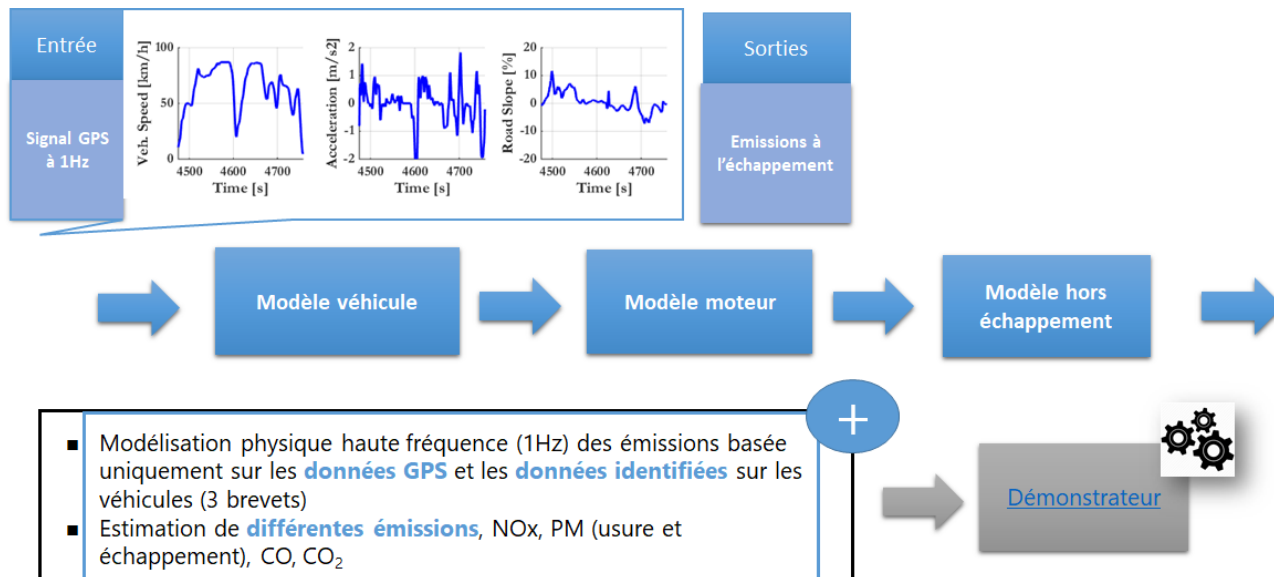 Entrée
Signal GPS
à 1Hz
Veh. Speed [km/h]
100
50
0
4500 4600 4700
Time [s]
Acceleration [m/s2]
2
1
0
-1
-2
4500 4600 4700
Time [s]
Road Slope [%]
20
10
0
-10
-20
4500 4600 4700
Time [s]
Sorties
Emissions à
l'échappement
Modèle véhicule
Modèle moteur
Modèle hors
échappement
+
■ Modélisation physique haute fréquence (1Hz) des émissions basée
uniquement sur les données GPS et les données identifiées sur les
véhicules (3 brevets)
■ Estimation de différentes émissions, NOx, PM (usure et
échappement), CO, CO₂
Démonstrateur